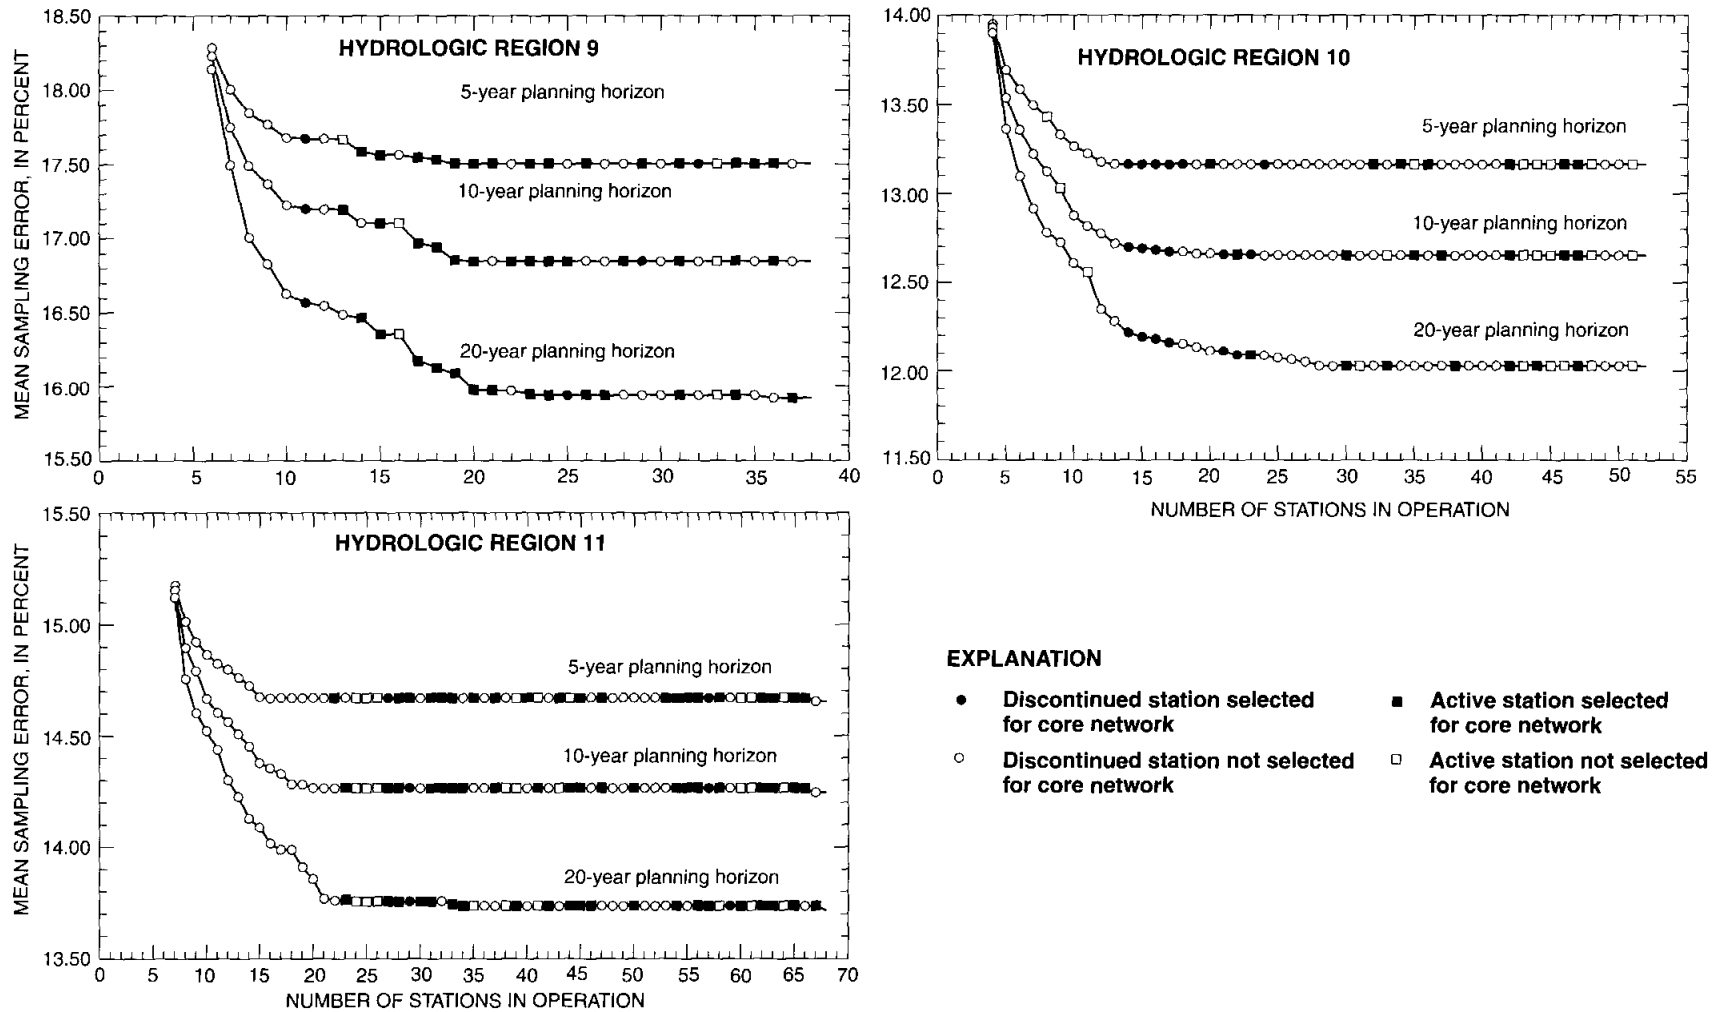 HYDROLOGIC REGION 9
MEAN SAMPLING ERROR, IN PERCENT
18.50
18.00
17.50
17.00
16.50
16.00
15.50
5-year planning horizon
10-year planning horizon
20-year planning horizon
0 5 10 15 20 25 30 35 40
HYDROLOGIC REGION 10
14.00
13.50
13.00
12.50
12.00
11.50
5-year planning horizon
10-year planning horizon
20-year planning horizon
0 5 10 15 20 25 30 35 40 45 50 55
NUMBER OF STATIONS IN OPERATION
HYDROLOGIC REGION 11
MEAN SAMPLING ERROR, IN PERCENT
15.50
15.00
14.50
14.00
13.50
5-year planning horizon
10-year planning horizon
20-year planning horizon
0 5 10 15 20 25 30 35 40 45 50 55 60 65 70
NUMBER OF STATIONS IN OPERATION
EXPLANATION
Discontinued station selected
for core network
Discontinued station not selected
for core network
Active station selected
for core network
Active station not selected
for core network